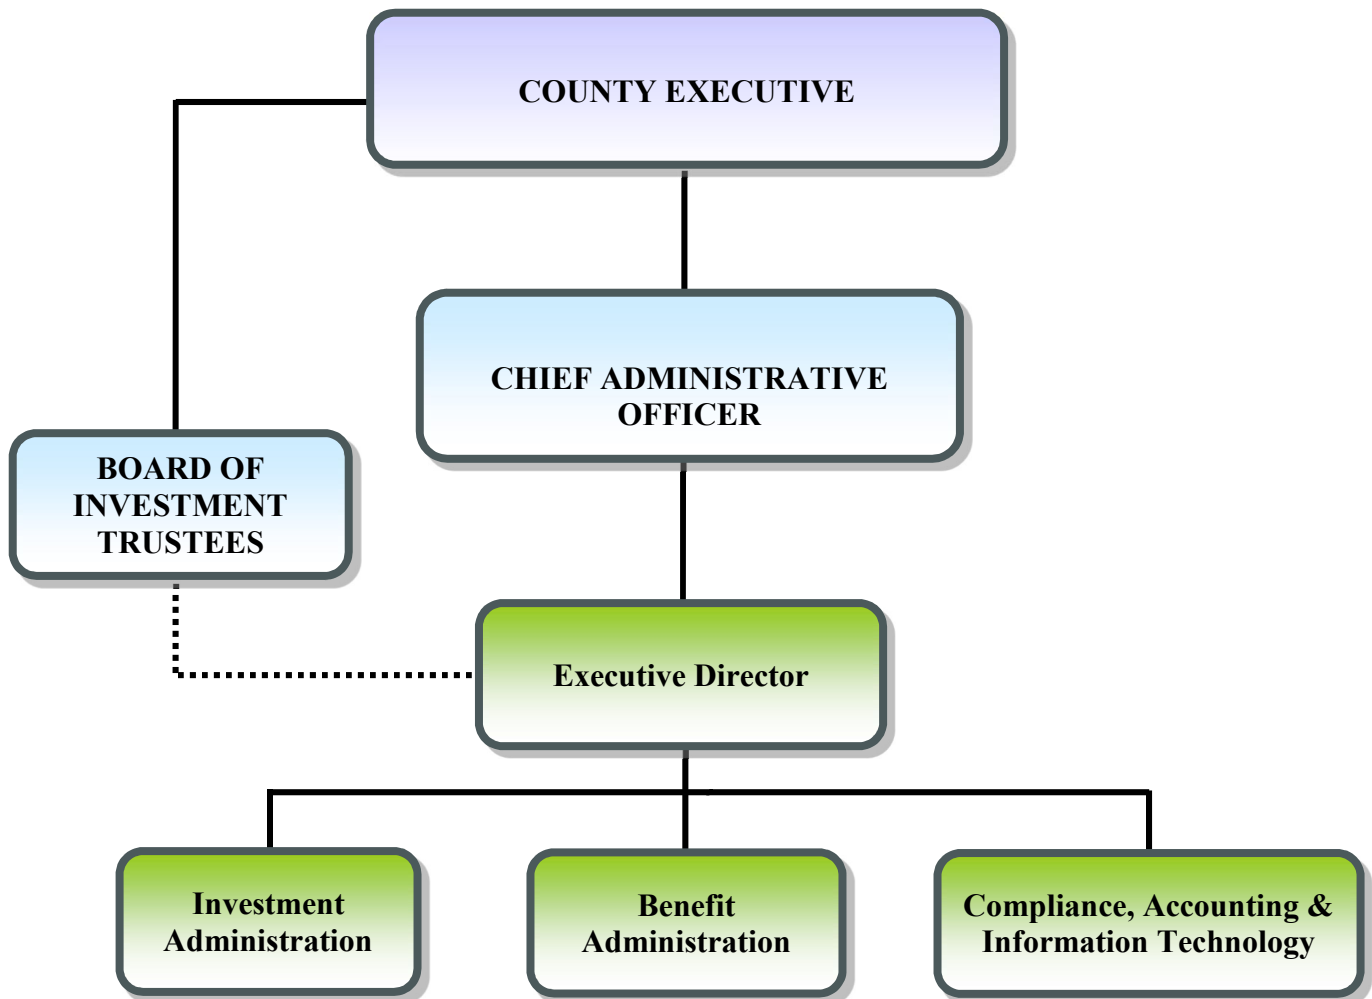 COUNTY EXECUTIVE
CHIEF ADMINISTRATIVE
OFFICER
BOARD OF
INVESTMENT
TRUSTEES
Executive Director
Investment
Administration
Benefit
Administration
Compliance, Accounting &
Information Technology